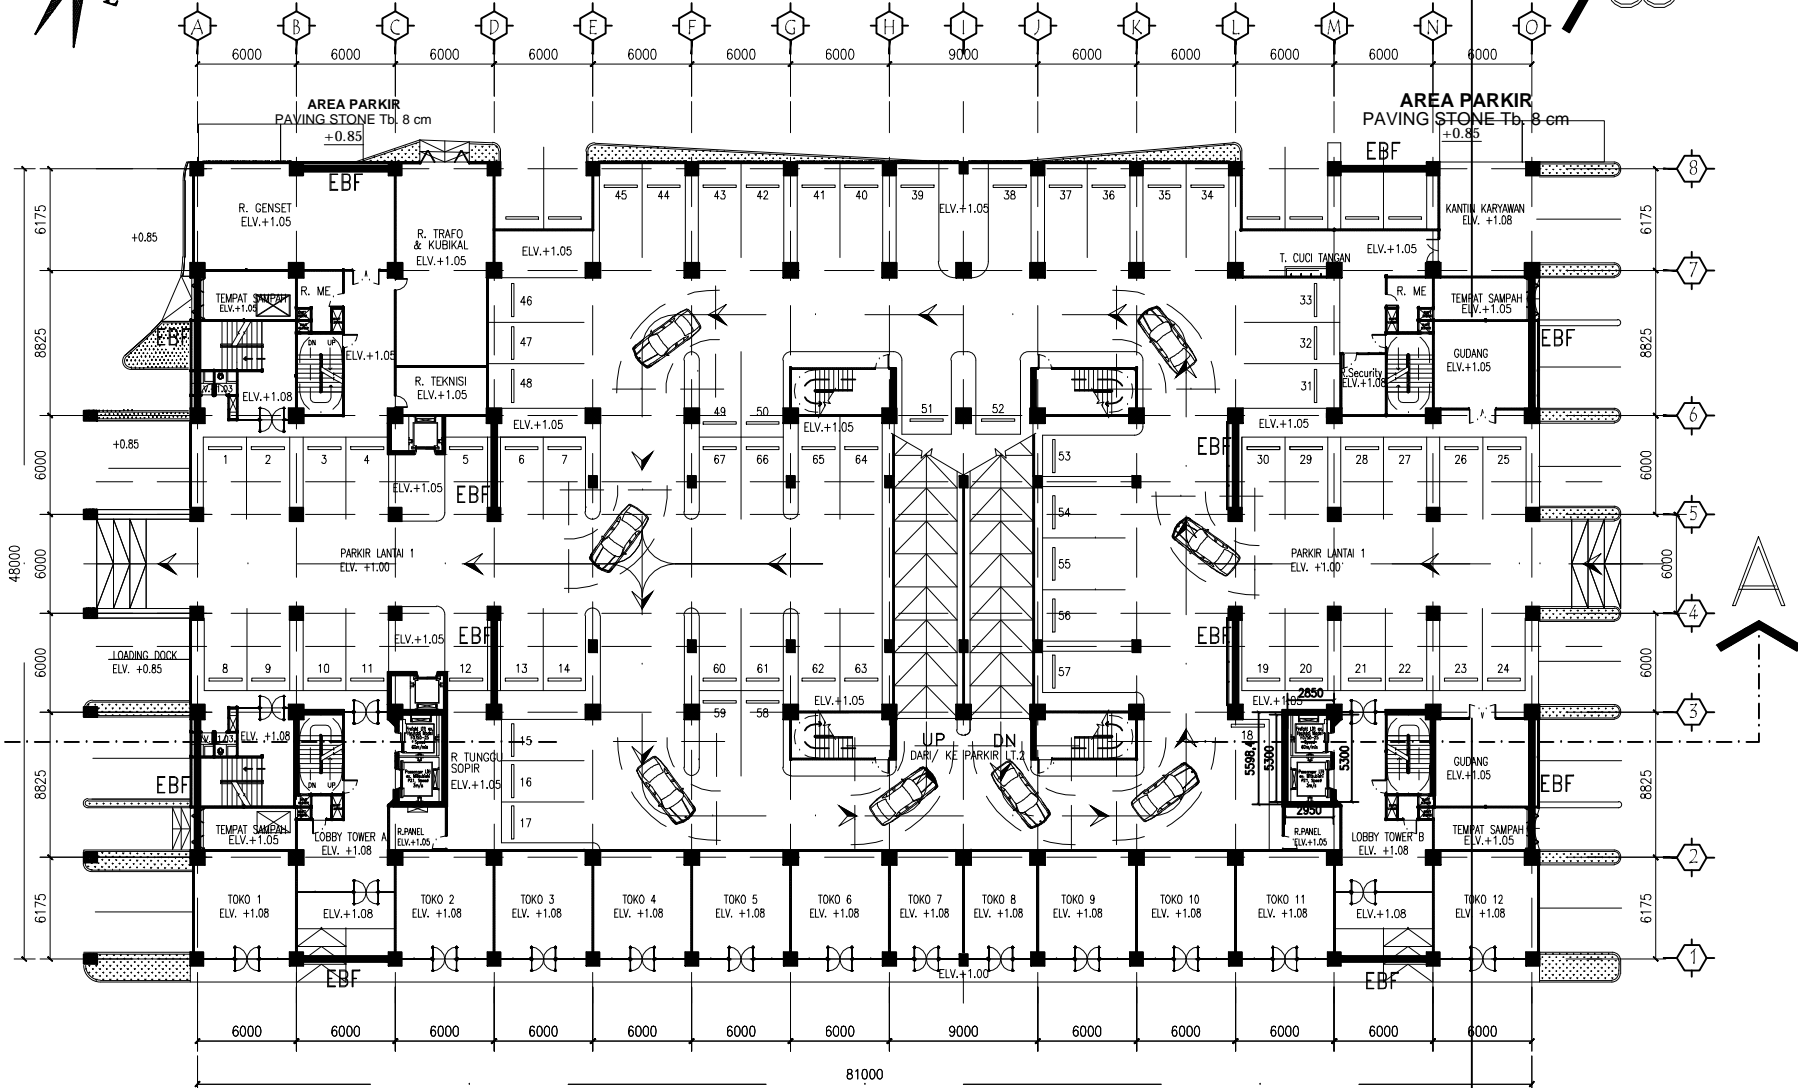 E
A B C D E F G H I J K L M N O
6000 6000 6000 6000 6000 6000 6000 9000 6000 6000 6000 6000 6000
AREA PARKIR
PAVING STONE Tb. 8 cm
+0.85
AREA PARKIR
PAVING STONE Tb. 8 cm
+0.85
EBF
EBF
8
45 44 43 42 41 40 39 38 37 36 35 34
6175
R. GENSET
ELV.+1.05
ELV.+1.05
KANTIN KARYAWAN
ELV. +1.08
6175
+0.85
R. TRAFO
& KUBIKAL
ELV.+1.05
ELV.+1.05
ELV.+1.05
T. CUCI TANGAN
7
TEMPAT SAMPAH
ELV.+1.05
R. ME
46
33
R. ME
TEMPAT SAMPAH
ELV.+1.05
EBF
DN UP
47
32
EBF
8825
ELV.+1.05
GUDANG
ELV.+1.05
8825
R. TEKNISI
ELV.+1.05
48
31
Security
ELV.+1.08
ELV.+1.08
49 50 51 52
6
+0.85
ELV.+1.05
ELV.+1.05
ELV.+1.05
EBF
1 2 3 4 5 6 7 67 66 65 64 53 30 29 28 27 26 25
6000
6000
ELV.+1.05
EBF
54
5
48000
6000
PARKIR LANTAI 1
ELV. +1.00
55
PARKIR LANTAI 1
ELV. +1.00
6000
A
56
4
ELV.+1.05
EBF
EBF
LOADING DOCK
ELV. +0.85
6000
8 9 10 11 12 13 14 60 61 62 63 57 19 20 21 22 23 24
6000
ELV.+1.05
ELV.+1.05
2850
59 58
3
ELV. +1.08
15
UP
DN
DARI/ KE PARKIR LT.2
18
5598,4
5300
5300
R TUNGGU
SOPIR
ELV.+1.05
16
GUDANG
ELV.+1.05
EBF
DN UP
EBF
8825
8825
17
2950
TEMPAT SAMPAH
ELV.+1.05
LOBBY TOWER A
ELV. +1.08
R.PANEL
ELV.+1.05
R.PANEL
ELV.+1.05
LOBBY TOWER B
ELV. +1.08
TEMPAT SAMPAH
ELV.+1.05
2
6175
TOKO 1
ELV. +1.08
ELV.+1.08
TOKO 2
ELV. +1.08
TOKO 3
ELV. +1.08
TOKO 4
ELV. +1.08
TOKO 5
ELV. +1.08
TOKO 6
ELV. +1.08
TOKO 7
ELV. +1.08
TOKO 8
ELV. +1.08
TOKO 9
ELV. +1.08
TOKO 10
ELV. +1.08
TOKO 11
ELV. +1.08
ELV.+1.08
TOKO 12
ELV. +1.08
6175
1
EBF
ELV.+1.00
EBF
6000 6000 6000 6000 6000 6000 6000 9000 6000 6000 6000 6000 6000
81000